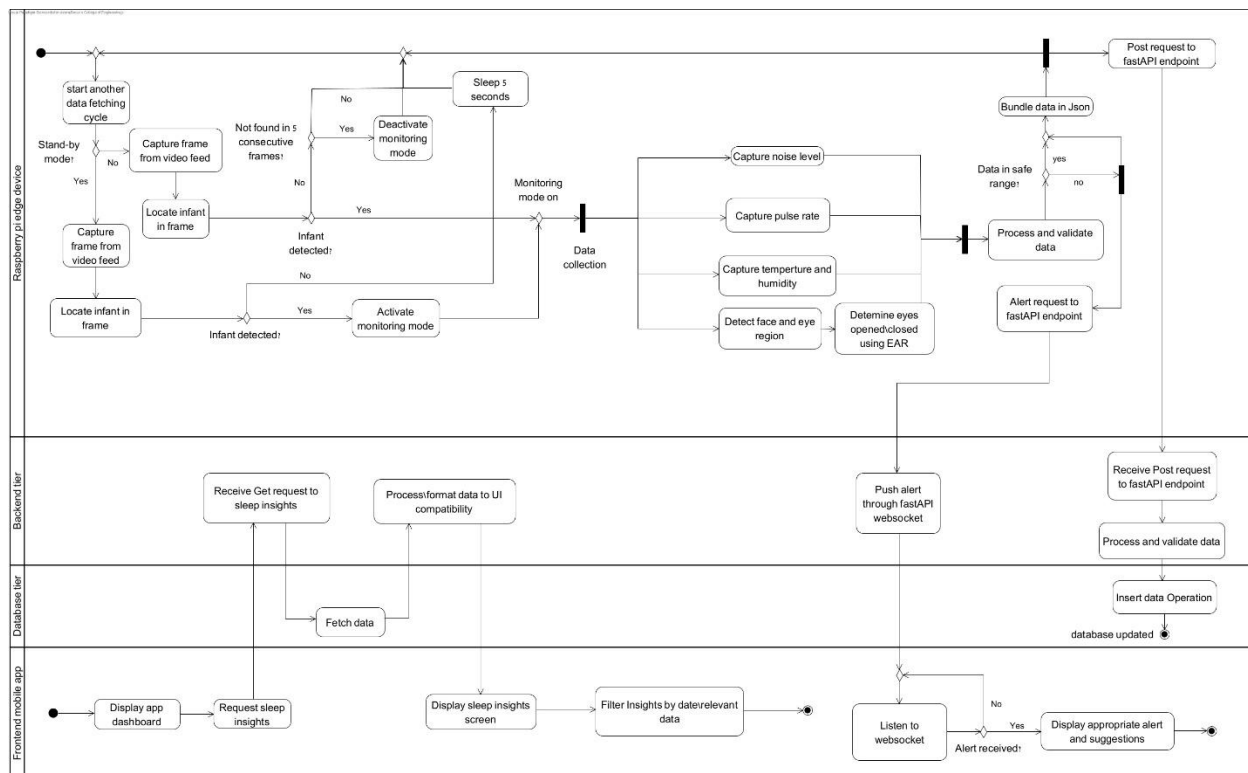 Raspberry pi edge device
start another
data fetching
cycle
Stand-by
mode?
No
Yes
Capture frame
from video feed
Locate infant
in frame
Capture
frame from
video feed
Locate infant in
frame
Not found in 5
consecutive
frames?
No
Yes
Deactivate
monitoring
mode
Sleep 5
seconds
No
Yes
Infant
detected?
No
Infant detected?
Yes
Activate
monitoring mode
Monitoring
mode on
Data
collection
Capture noise level
Capture pulse rate
Capture temperture and
humidity
Detect face and eye
region
Detemine eyes
opened\closed
using EAR
Process and validate
data
Data in safe
range?
yes
no
Bundle data in Json
Post request to
fastAPI endpoint
Alert request to
fastAPI endpoint
Backend tier
Receive Get request to
sleep insights
Process\format data to UI
compatibility
Push alert
through fastAPI
websocket
Receive Post request
to fastAPI endpoint
Process and validate data
Database tier
Fetch data
Insert data Operation
database updated
Frontend mobile app
Display app
dashboard
Request sleep
insights
Display sleep insights
screen
Filter Insights by date\relevant
data
Listen to
websocket
No
Yes
Alert received?
Display appropriate alert
and suggestions